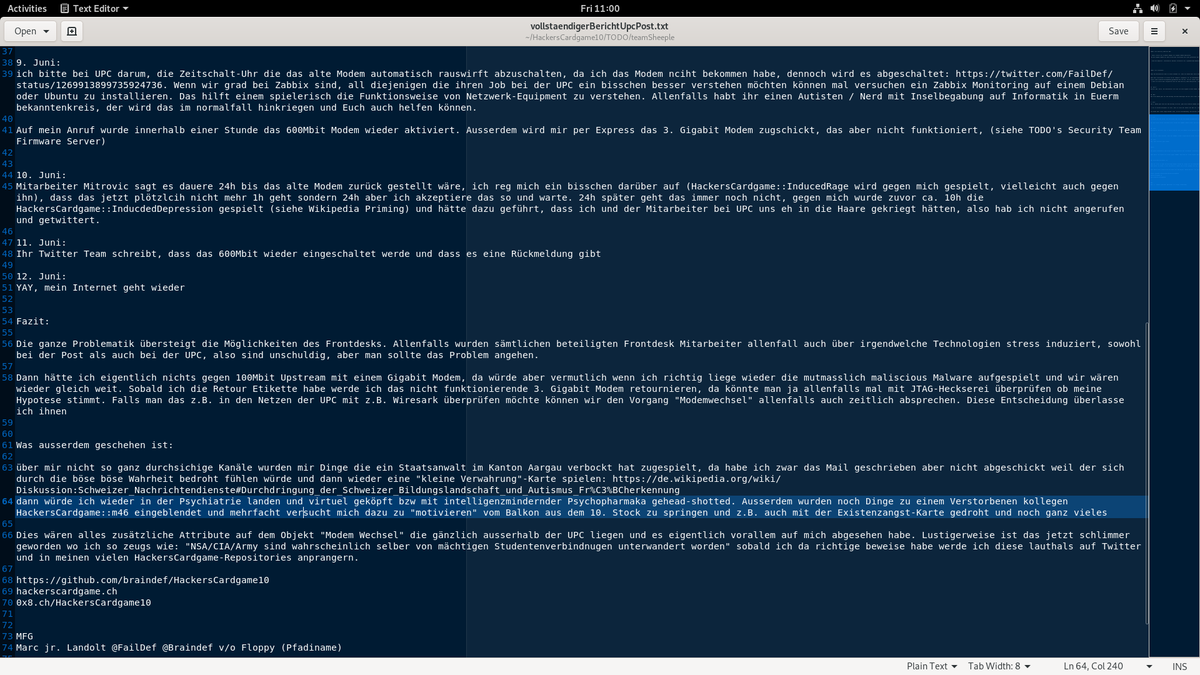 Activities
Text Editor
Fri 11:00
Open
vollstaendigerBerichtUpcPost.txt
~/HackersCardgame10/TODO/teamSheeple
Save
37
38 9. Juni:
39 ich bitte bei UPC darum, die Zeitschalt-Uhr die das alte Modem automatisch rauswirft abzuschalten, da ich das Modem nciht bekommen habe, dennoch wird es abgeschaltet: https://twitter.com/FailDef/
status/1269913899735924736. Wenn wir grad bei Zabbix sind, all diejenigen die ihren Job bei der UPC ein bisschen besser verstehen möchten können mal versuchen ein Zabbix Monitoring auf einem Debian
oder Ubuntu zu installieren. Das hilft einem spielerisch die Funktionsweise von Netzwerk-Equipment zu verstehen. Allenfalls habt ihr einen Autisten / Nerd mit Inselbegabung auf Informatik in Euerm
bekanntenkreis, der wird das im normalfall hinkriegen und Euch auch helfen können.
40
41 Auf mein Anruf wurde innerhalb einer Stunde das 600Mbit Modem wieder aktiviert. Ausserdem wird mir per Express das 3. Gigabit Modem zugschickt, das aber nicht funktioniert, (siehe TODO's Security Team
Firmware Server)
42
43
44 10. Juni:
45 Mitarbeiter Mitrovic sagt es dauere 24h bis das alte Modem zurück gestellt wäre, ich reg mich ein bisschen darüber auf (HackersCardgame::InducedRage wird gegen mich gespielt, vielleicht auch gegen
ihn), dass das jetzt plötzlcih nicht mehr 1h geht sondern 24h aber ich akzeptiere das so und warte. 24h später geht das immer noch nicht, gegen mich wurde zuvor ca. 10h die
HackersCardgame::InducdedDepression gespielt (siehe Wikipedia Priming) und hätte dazu geführt, dass ich und der Mitarbeiter bei UPC uns eh in die Haare gekriegt hätten, also hab ich nicht angerufen
und getwittert.
46
47 11. Juni:
48 Ihr Twitter Team schreibt, dass das 600Mbit wieder eingeschaltet werde und dass es eine Rückmeldung gibt
49
50 12. Juni:
51 YAY, mein Internet geht wieder
52
53
54 Fazit:
55
56 Die ganze Problematik übersteigt die Möglichkeiten des Frontdesks. Allenfalls wurden sämtlichen beteiligten Frontdesk Mitarbeiter allenfall auch über irgendwelche Technologien stress induziert, sowohl
bei der Post als auch bei der UPC, also sind unschuldig, aber man sollte das Problem angehen.
57
58 Dann hätte ich eigentlich nichts gegen 100Mbit Upstream mit einem Gigabit Modem, da würde aber vermutlich wenn ich richtig liege wieder die mutmasslich maliscious Malware aufgespielt und wir wären
wieder gleich weit. Sobald ich die Retour Etikette habe werde ich das nicht funktionierende 3. Gigabit Modem retournieren, da könnte man ja allenfalls mal mit JTAG-Heckserei überprüfen ob meine
Hypotese stimmt. Falls man das z.B. in den Netzen der UPC mit z.B. Wiresark überprüfen möchte können wir den Vorgang "Modemwechsel" allenfalls auch zeitlich absprechen. Diese Entscheidung überlasse
ich ihnen
59
60
61 Was ausserdem geschehen ist:
62
63 über mir nicht so ganz durchsichige Kanäle wurden mir Dinge die ein Staatsanwalt im Kanton Aargau verbockt hat zugespielt, da habe ich zwar das Mail geschrieben aber nicht abgeschickt weil der sich
durch die böse böse Wahrheit bedroht fühlen würde und dann wieder eine "kleine Verwahrung"-Karte spielen: https://de.wikipedia.org/wiki/
Diskussion:Schweizer_Nachrichtendienste#Durchdringung_der_Schweizer_Bildungslandschaft_und_Autismus_Fr%C3%BCherkennung
64 dann würde ich wieder in der Psychiatrie landen und virtuel geköpft bzw mit intelligenzmindernder Psychopharmaka gehead-shotted. Ausserdem wurden noch Dinge zu einem Verstorbenen kollegen
HackersCardgame::m46 eingeblendet und mehrfacht versucht mich dazu zu "motivieren" vom Balkon aus dem 10. Stock zu springen und z.B. auch mit der Existenzangst-Karte gedroht und noch ganz vieles
65
66 Dies wären alles zusätzliche Attribute auf dem Objekt "Modem Wechsel" die gänzlich ausserhalb der UPC liegen und es eigentlich vorallem auf mich abgesehen habe. Lustigerweise ist das jetzt schlimmer
geworden wo ich so zeugs wie: "NSA/CIA/Army sind wahrscheinlich selber von mächtigen Studentenverbindnugen unterwandert worden" sobald ich da richtige beweise habe werde ich diese lauthals auf Twitter
und in meinen vielen HackersCardgame-Repositories anprangern.
67
68 https://github.com/braindef/HackersCardgame10
69 hackerscardgame.ch
70 0x8.ch/HackersCardgame10
71
72
73 MFG
74 Marc jr. Landolt @FailDef @Braindef v/o Floppy (Pfadiname)
Plain Text
Tab Width: 8
Ln 64, Col 240
INS